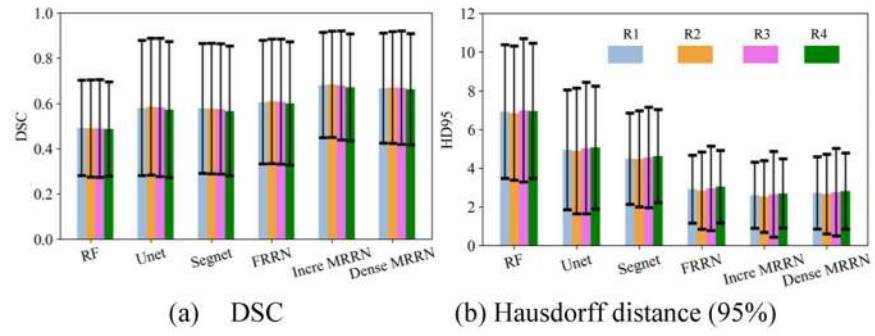 1.0
0.8
0.6
0.4
0.2
0.0
DSC
RF
Unet
Segnet
FRRN
Incre MRRN
Dense MRRN
(a) DSC
12
10
8
6
4
2
0
HD95
R1 R2 R3 R4
RF
Unet
Segnet
FRRN
Incre MRRN
Dense MRRN
(b) Hausdorff distance (95%)